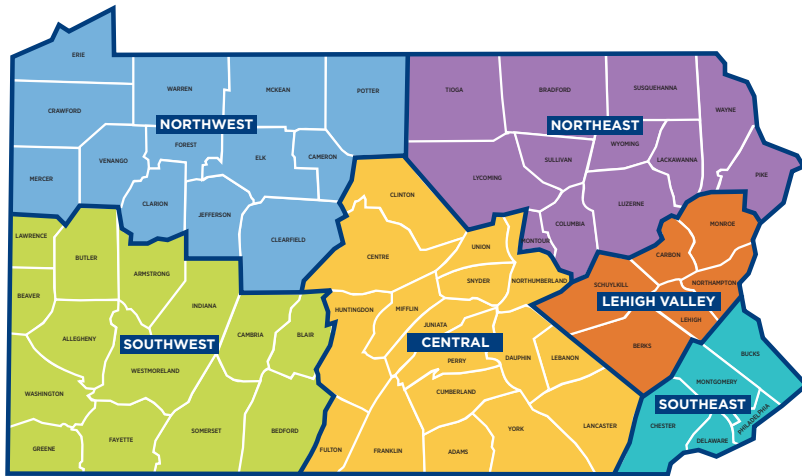 ERIE
WARREN
MCKEAN
POTTER
CRAWFORD
NORTHWEST
FOREST
VENANGO
ELK
CAMERON
MERCER
CLARION
JEFFERSON
CLEARFIELD
TIOGA
BRADFORD
SUSQUEHANNA
WAYNE
NORTHEAST
WYOMING
SULLIVAN
LACKAWANNA
LYCOMING
PIKE
LUZERNE
COLUMBIA
MONTOUR
LAWRENCE
BUTLER
ARMSTRONG
BEAVER
INDIANA
ALLEGHENY
CAMBRIA
BLAIR
SOUTHWEST
WESTMORELAND
WASHINGTON
GREENE
FAYETTE
SOMERSET
BEDFORD
CLINTON
CENTRE
UNION
SNYDER
NORTHUMBERLAND
HUNTINGDON
MIFFLIN
JUNIATA
CENTRAL
PERRY
DAUPHIN
LEBANON
CUMBERLAND
FULTON
FRANKLIN
ADAMS
YORK
LANCASTER
MONROE
CARBON
SCHUYLKILL
NORTHAMPTON
LEHIGH VALLEY
LEHIGH
BERKS
BUCKS
MONTGOMERY
SOUTHEAST
PHILADELPHIA
CHESTER
DELAWARE